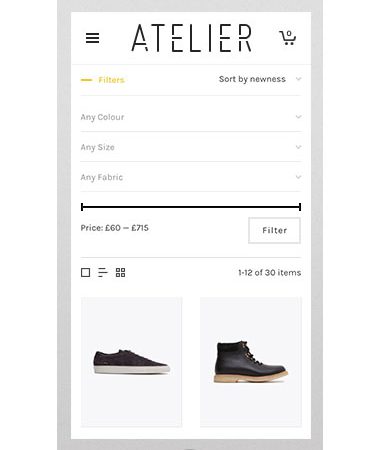 ATELIER
0
Filters
Sort by newness
Any Colour
Any Size
Any Fabric
Price: £60 — £715
Filter
1-12 of 30 items